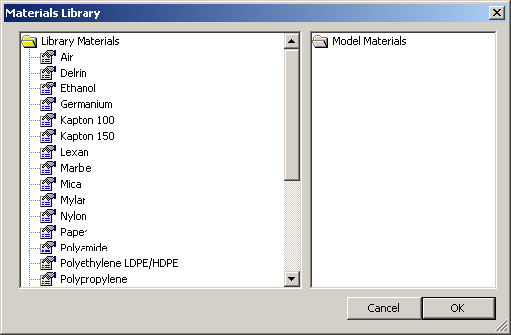 Materials Library
Library Materials
Air
Delrin
Ethanol
Germanium
Kapton 100
Kapton 150
Lexan
Marble
Mica
Mylar
Nylon
Paper
Polyamide
Polyethylene LDPE/HDPE
Polypropylene
Model Materials
Cancel
OK